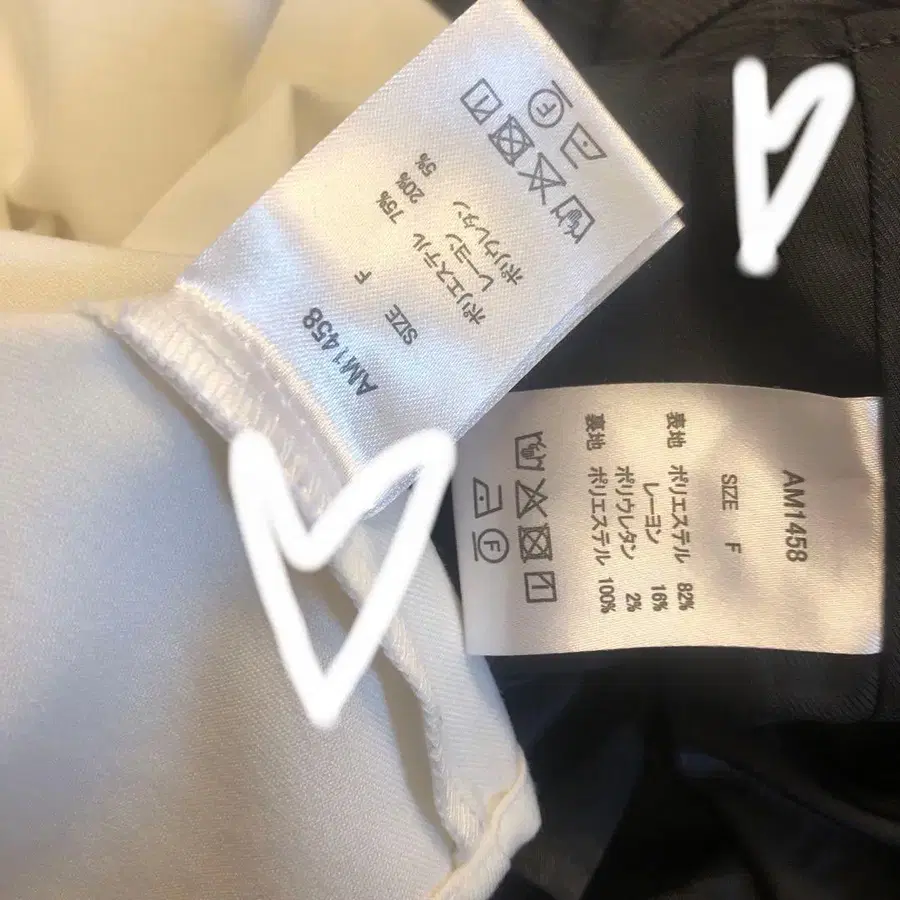 AM1458
SIZE F
ポリエステル 75%
レーヨン 20%
ポリウレタン 5%
F
AM1458
SIZE F
表地 ポリエステル 82%
レーヨン 16%
ポリウレタン 2%
裏地 ポリエステル 100%
F